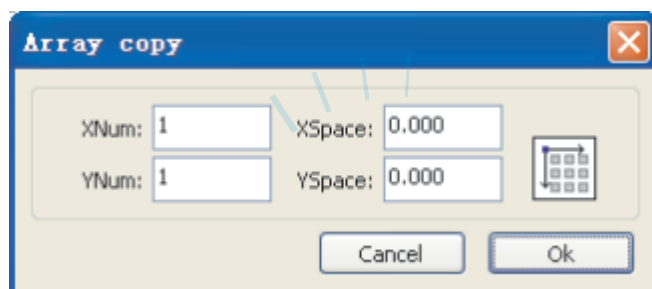 Array copy
XNum: 1 XSpace: 0.000
YNum: 1 YSpace: 0.000
Cancel Ok